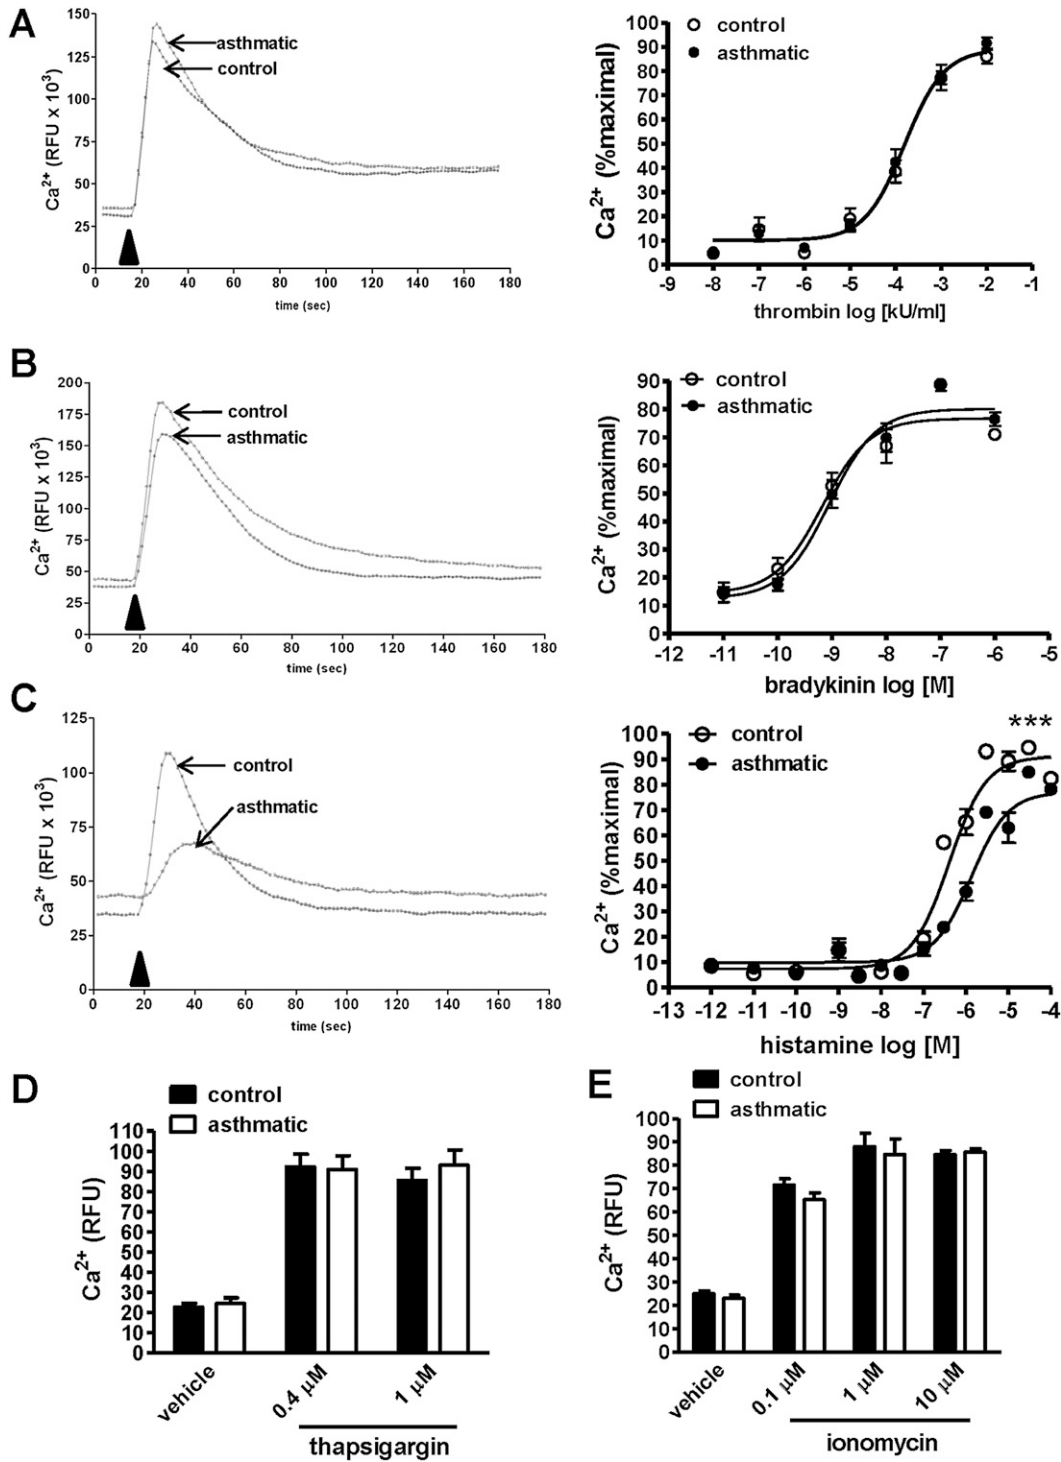 A
150
125
100
75
50
25
0
Ca2+ (RFU x 103)
asthmatic
control
0 20 40 60 80 100 120 140 160 180
time (sec)
100
90
80
70
60
50
40
30
20
10
0
Ca2+ (%maximal)
control
asthmatic
-9 -8 -7 -6 -5 -4 -3 -2 -1
thrombin log [kU/ml]
B
200
175
150
125
100
75
50
25
0
Ca2+ (RFU x 103)
control
asthmatic
0 20 40 60 80 100 120 140 160 180
time (sec)
90
80
70
60
50
40
30
20
10
0
Ca2+ (%maximal)
control
asthmatic
-12 -11 -10 -9 -8 -7 -6 -5
bradykinin log [M]
C
125
100
75
50
25
0
Ca2+ (RFU x 103)
control
asthmatic
0 20 40 60 80 100 120 140 160 180
time (sec)
100
90
80
70
60
50
40
30
20
10
0
Ca2+ (%maximal)
control
asthmatic
***
-13 -12 -11 -10 -9 -8 -7 -6 -5 -4
histamine log [M]
D
control
asthmatic
110
100
90
80
70
60
50
40
30
20
10
0
Ca2+ (RFU)
vehicle
0.4 µM
1 µM
thapsigargin
E
control
asthmatic
100
90
80
70
60
50
40
30
20
10
0
Ca2+ (RFU)
vehicle
0.1 µM
1 µM
10 µM
ionomycin